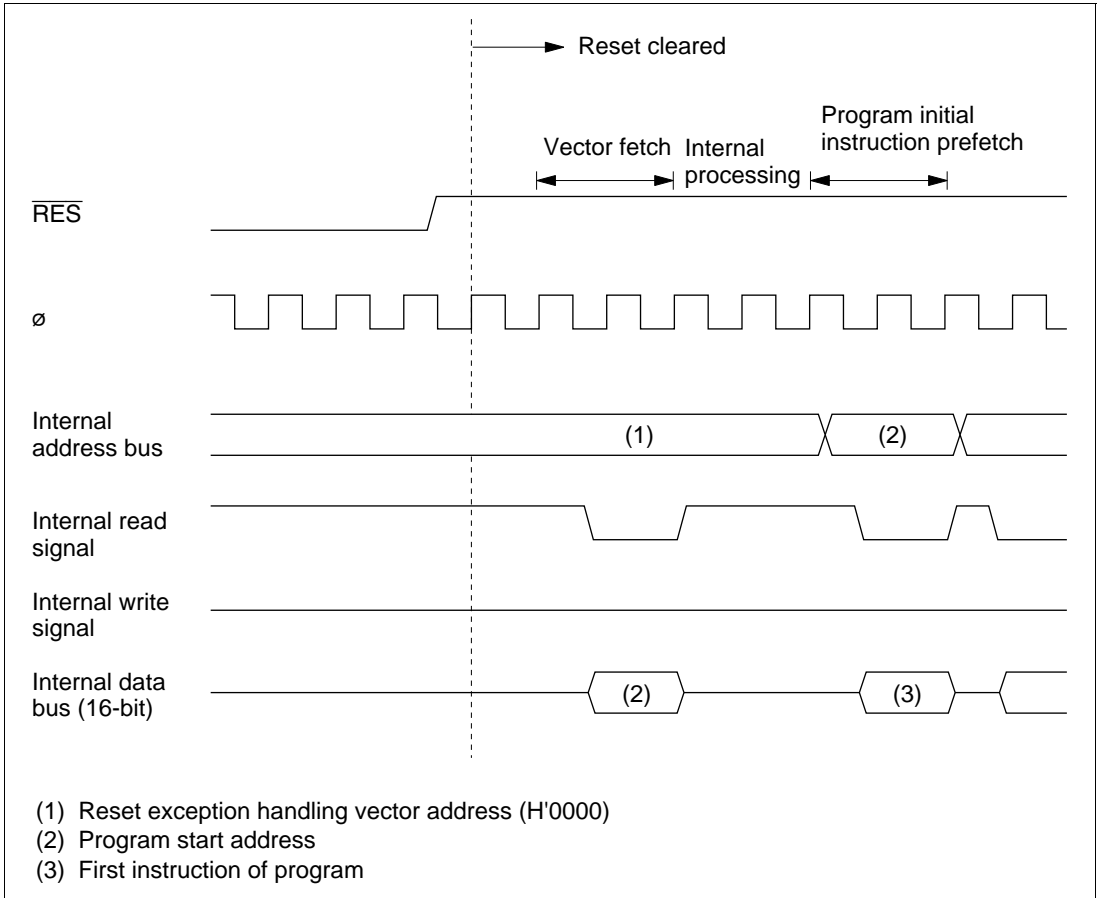 Reset cleared
Program initial
instruction prefetch
Vector fetch
Internal
processing
RES
ø
Internal
address bus
(1)
(2)
Internal read
signal
Internal write
signal
Internal data
bus (16-bit)
(2)
(3)
(1) Reset exception handling vector address (H'0000)
(2) Program start address
(3) First instruction of program